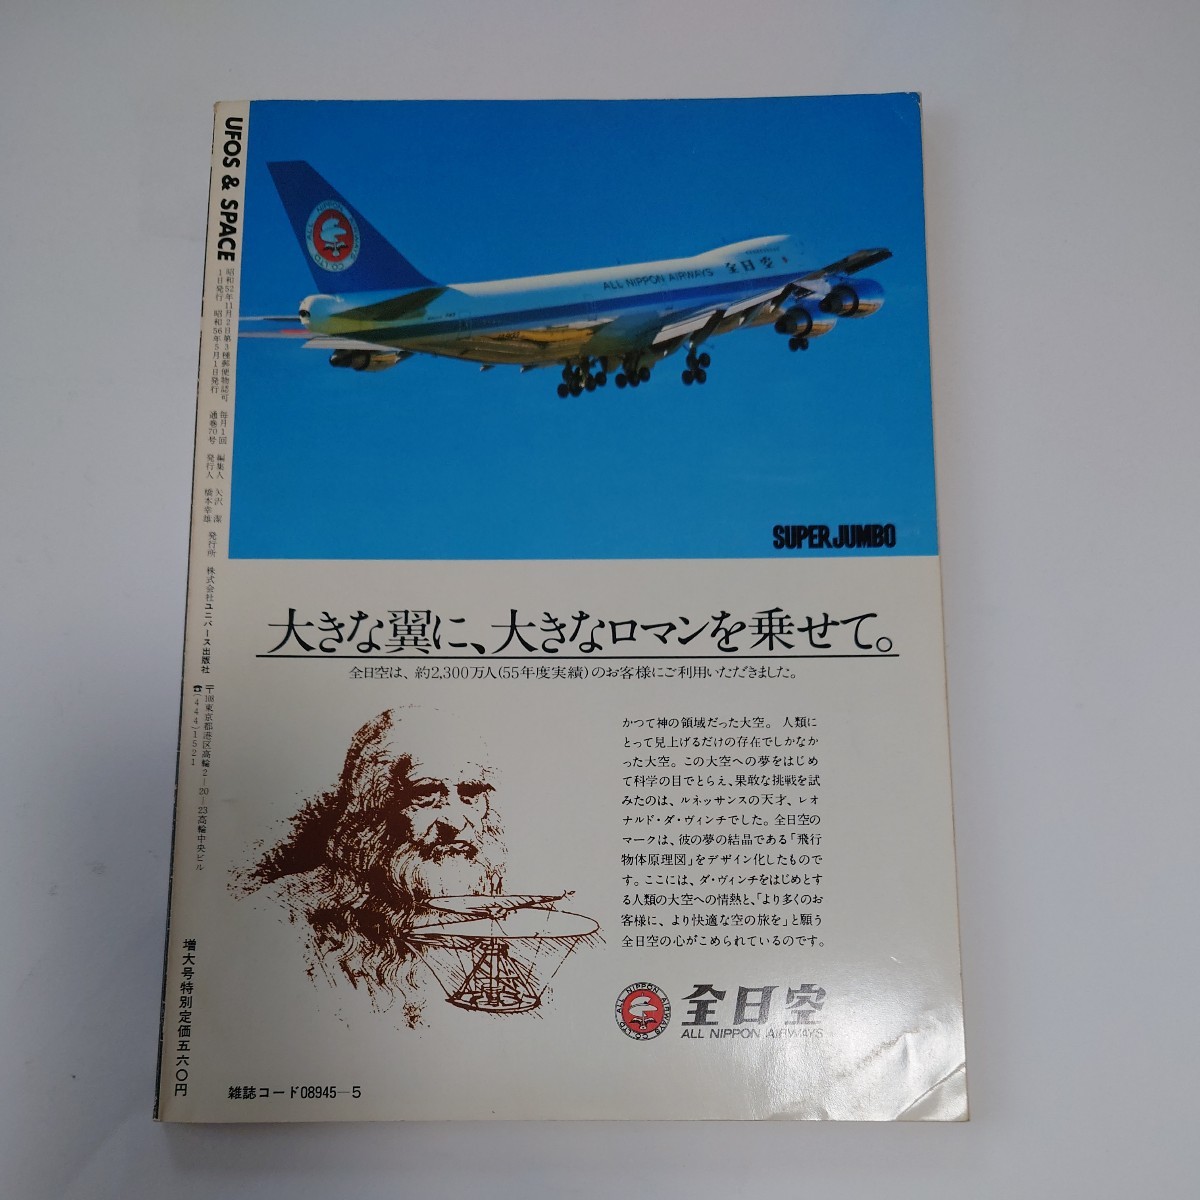 UFOS & SPACE
昭和52年11月2日第3種郵便物認可
1日発行 昭和56年5月1日発行
毎月1回
通巻70号
編集人 矢沢 潔
発行人 橋本幸雄
発行所 株式会社ユニバース出版社
〒108東京都港区高輪2-20-23高輪中央ビル
☎(444)1521
増大号特別定価五六〇円
ALL NIPPON AIRWAYS CO.LTD.
ALL NIPPON AIRWAYS 全日空
SUPER JUMBO
大きな翼に、大きなロマンを乗せて。
全日空は、約2,300万人(55年度実績)のお客様にご利用いただきました。
かつて神の領域だった大空。人類に
とって見上げるだけの存在でしかなか
った大空。この大空への夢をはじめ
て科学の目でとらえ、果敢な挑戦を試
みたのは、ルネッサンスの天才、レオ
ナルド・ダ・ヴィンチでした。全日空の
マークは、彼の夢の結晶である「飛行
物体原理図」をデザイン化したもので
す。ここには、ダ・ヴィンチをはじめとす
る人類の大空への情熱と、「より多くのお
客様に、より快適な空の旅を」と願う
全日空の心がこめられているのです。
ALL NIPPON AIRWAYS CO.LTD.
全日空
ALL NIPPON AIRWAYS
雑誌コード08945-5